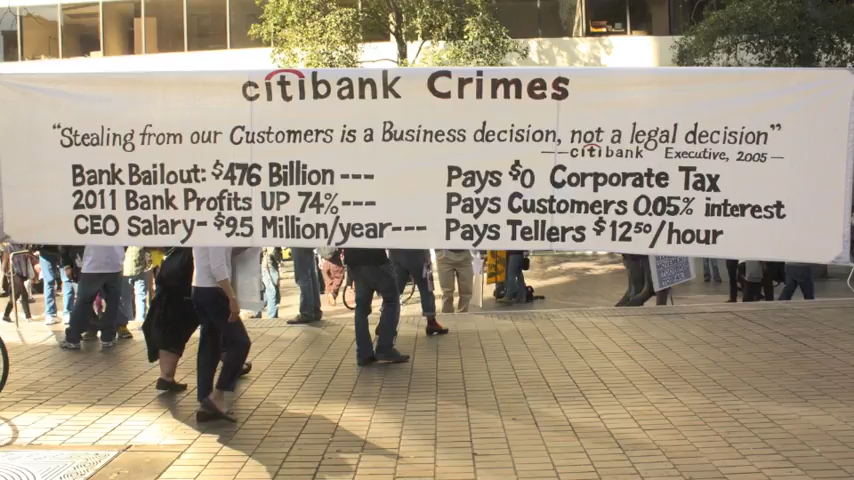 citibank Crimes
"Stealing from our Customers is a Business decision, not a legal decision"
—citibank Executive, 2005—
Bank Bailout: $476 Billion --- Pays $0 Corporate Tax
2011 Bank Profits UP 74%--- Pays Customers 0.05% interest
CEO Salary- $9.5 Million/year--- Pays Tellers $1250/hour